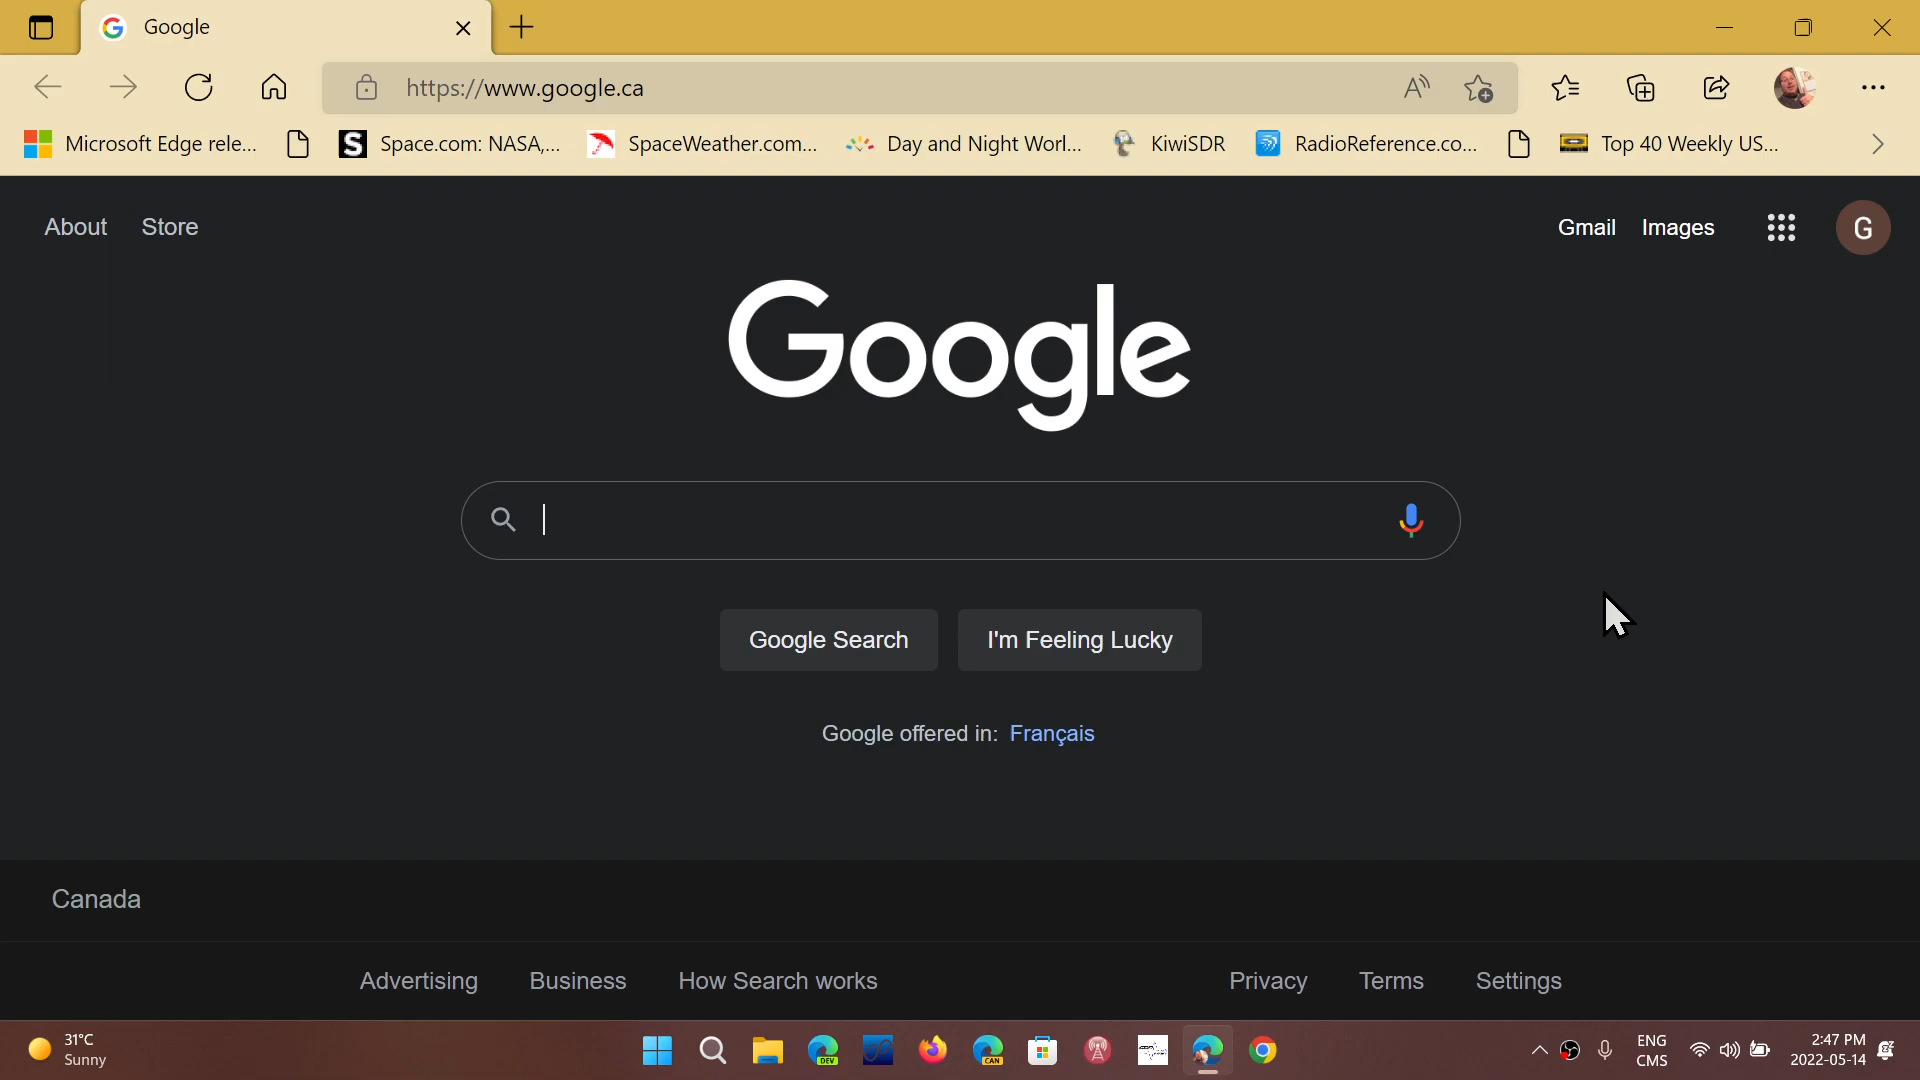 Google
https://www.google.ca
Microsoft Edge rele...
Space.com: NASA,...
SpaceWeather.com...
Day and Night Worl...
KiwiSDR
RadioReference.co...
Top 40 Weekly US...
About Store
Gmail Images
G
Google
Google Search
I'm Feeling Lucky
Google offered in: Français
Canada
Advertising Business How Search works
Privacy Terms Settings
31°C
Sunny
DEV
CAN
ENG
CMS
2:47 PM
2022-05-14